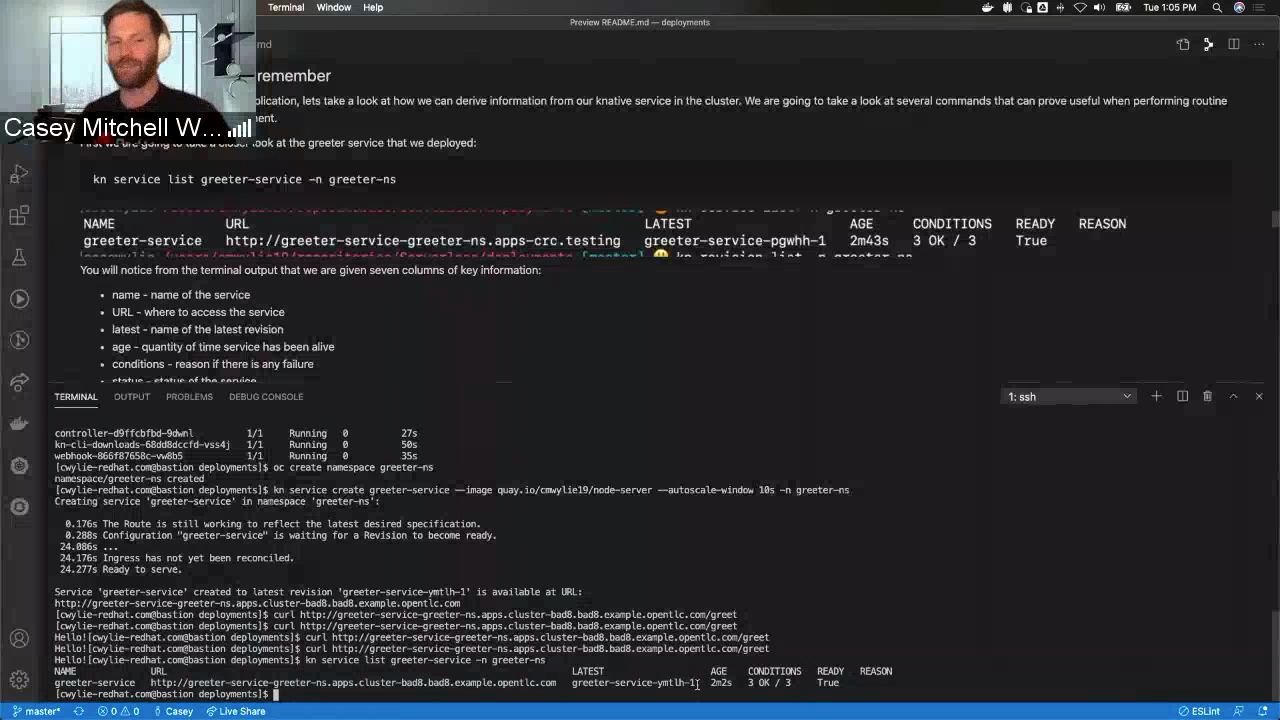 Terminal Window Help
Tue 1:05 PM
Preview README.md — deployments
md
remember
plication, lets take a look at how we can derive information from our knative service in the cluster. We are going to take a look at several commands that can prove useful when performing routine
ment.
Casey Mitchell W...
First we are going to take a closer look at the greeter service that we deployed:
kn service list greeter-service -n greeter-ns
NAME URL LATEST AGE CONDITIONS READY REASON
greeter-service http://greeter-service-greeter-ns.apps-crc.testing greeter-service-pgwhh-1 2m43s 3 OK / 3 True
You will notice from the terminal output that we are given seven columns of key information:
• name - name of the service
• URL - where to access the service
• latest - name of the latest revision
• age - quantity of time service has been alive
• conditions - reason if there is any failure
status - status of the service
TERMINAL OUTPUT PROBLEMS DEBUG CONSOLE
1: ssh
controller-d9ffcbfbd-9dwnl 1/1 Running 0 27s
kn-cli-downloads-68dd8dccfd-vss4j 1/1 Running 0 50s
webhook-866f87658c-vw8b5 1/1 Running 0 35s
[cwylie-redhat.com@bastion deployments]$ oc create namespace greeter-ns
namespace/greeter-ns created
[cwylie-redhat.com@bastion deployments]$ kn service create greeter-service --image quay.io/cmwylie19/node-server --autoscale-window 10s -n greeter-ns
Creating service 'greeter-service' in namespace 'greeter-ns':
0.176s The Route is still working to reflect the latest desired specification.
0.288s Configuration "greeter-service" is waiting for a Revision to become ready.
24.086s ...
24.176s Ingress has not yet been reconciled.
24.277s Ready to serve.
Service 'greeter-service' created to latest revision 'greeter-service-ymtlh-1' is available at URL:
http://greeter-service-greeter-ns.apps.cluster-bad8.bad8.example.opentlc.com
[cwylie-redhat.com@bastion deployments]$ curl http://greeter-service-greeter-ns.apps.cluster-bad8.bad8.example.opentlc.com/greet
[cwylie-redhat.com@bastion deployments]$ curl http://greeter-service-greeter-ns.apps.cluster-bad8.bad8.example.opentlc.com/greet
Hello![cwylie-redhat.com@bastion deployments]$ curl http://greeter-service-greeter-ns.apps.cluster-bad8.bad8.example.opentlc.com/greet
Hello![cwylie-redhat.com@bastion deployments]$ curl http://greeter-service-greeter-ns.apps.cluster-bad8.bad8.example.opentlc.com/greet
Hello![cwylie-redhat.com@bastion deployments]$ kn service list greeter-service -n greeter-ns
NAME URL LATEST AGE CONDITIONS READY REASON
greeter-service http://greeter-service-greeter-ns.apps.cluster-bad8.bad8.example.opentlc.com greeter-service-ymtlh-1 2m2s 3 OK / 3 True
[cwylie-redhat.com@bastion deployments]$
master* 0 0 Casey Live Share
ESLint